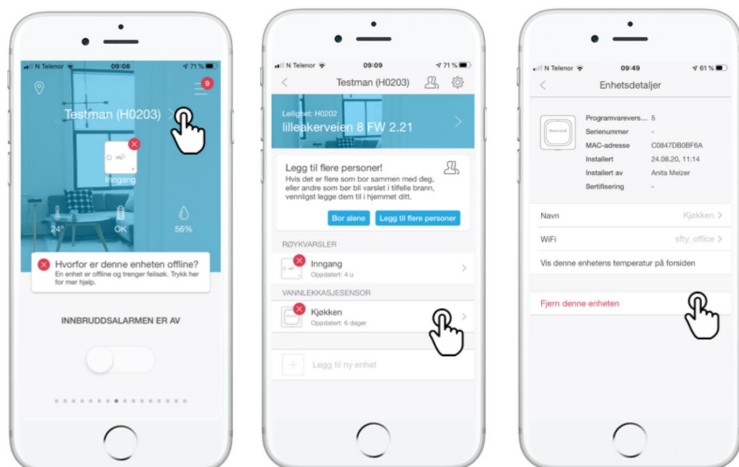 N Telenor 09:08 71 %
9
Testman (H0203) >
Inngang
24° OK 56%
Hvorfor er denne enheten offline?
En enhet er offline og trenger feilsøk. Trykk her
for mer hjelp.
INNBRUDDSALARMEN ER AV
N Telenor 09:09 71 %
Testman (H0203)
Leilighet: H0202
lilleakerveien 8 FW 2.21
Legg til flere personer!
Hvis det er flere som bor sammen med deg,
eller andre som bør bli varslet i tilfelle brann,
vennligst legge dem til i hjemmet ditt.
Bor alene Legg til flere personer
RØYKVARSLER
Inngang
Oppdatert: 4 u
VANNLEKKASJESENSOR
Kjøkken
Oppdatert: 6 dager
+ Legg til ny enhet
N Telenor 09:49 61 %
Enhetsdetaljer
Programvarevers... 5
Serienummer -
MAC-adresse C0847DB0BF6A
Installert 24.08.20, 11:14
Installert av Anita Meizer
Sertifisering -
Navn Kjøkken >
WiFi sfty_office >
Vis denne enhetens temperatur på forsiden
Fjern denne enheten